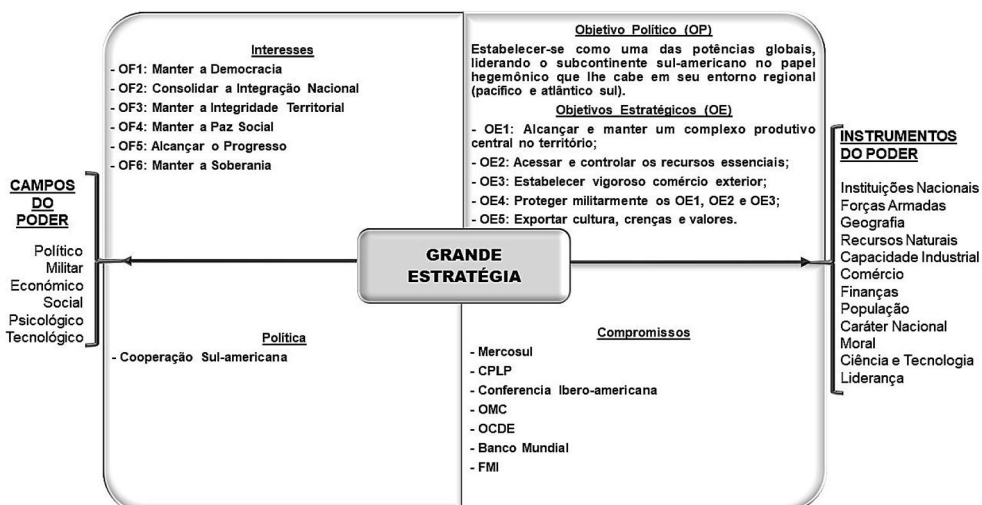 Interesses
- OF1: Manter a Democracia
- OF2: Consolidar a Integração Nacional
- OF3: Manter a Integridade Territorial
- OF4: Manter a Paz Social
- OF5: Alcançar o Progresso
- OF6: Manter a Soberania
Objetivo Político (OP)
Estabelecer-se como uma das potências globais,
liderando o subcontinente sul-americano no papel
hegemônico que lhe cabe em seu entorno regional
(pacífico e atlântico sul).
Objetivos Estratégicos (OE)
- OE1: Alcançar e manter um complexo produtivo
central no território;
- OE2: Acessar e controlar os recursos essenciais;
- OE3: Estabelecer vigoroso comércio exterior;
- OE4: Proteger militarmente os OE1, OE2 e OE3;
- OE5: Exportar cultura, crenças e valores.
CAMPOS
DO
PODER
Político
Militar
Económico
Social
Psicológico
Tecnológico
GRANDE
ESTRATÉGIA
INSTRUMENTOS
DO PODER
Instituições Nacionais
Forças Armadas
Geografia
Recursos Naturais
Capacidade Industrial
Comércio
Finanças
População
Caráter Nacional
Moral
Ciência e Tecnologia
Liderança
Política
- Cooperação Sul-americana
Compromissos
- Mercosul
- CPLP
- Conferencia Ibero-americana
- OMC
- OCDE
- Banco Mundial
- FMI